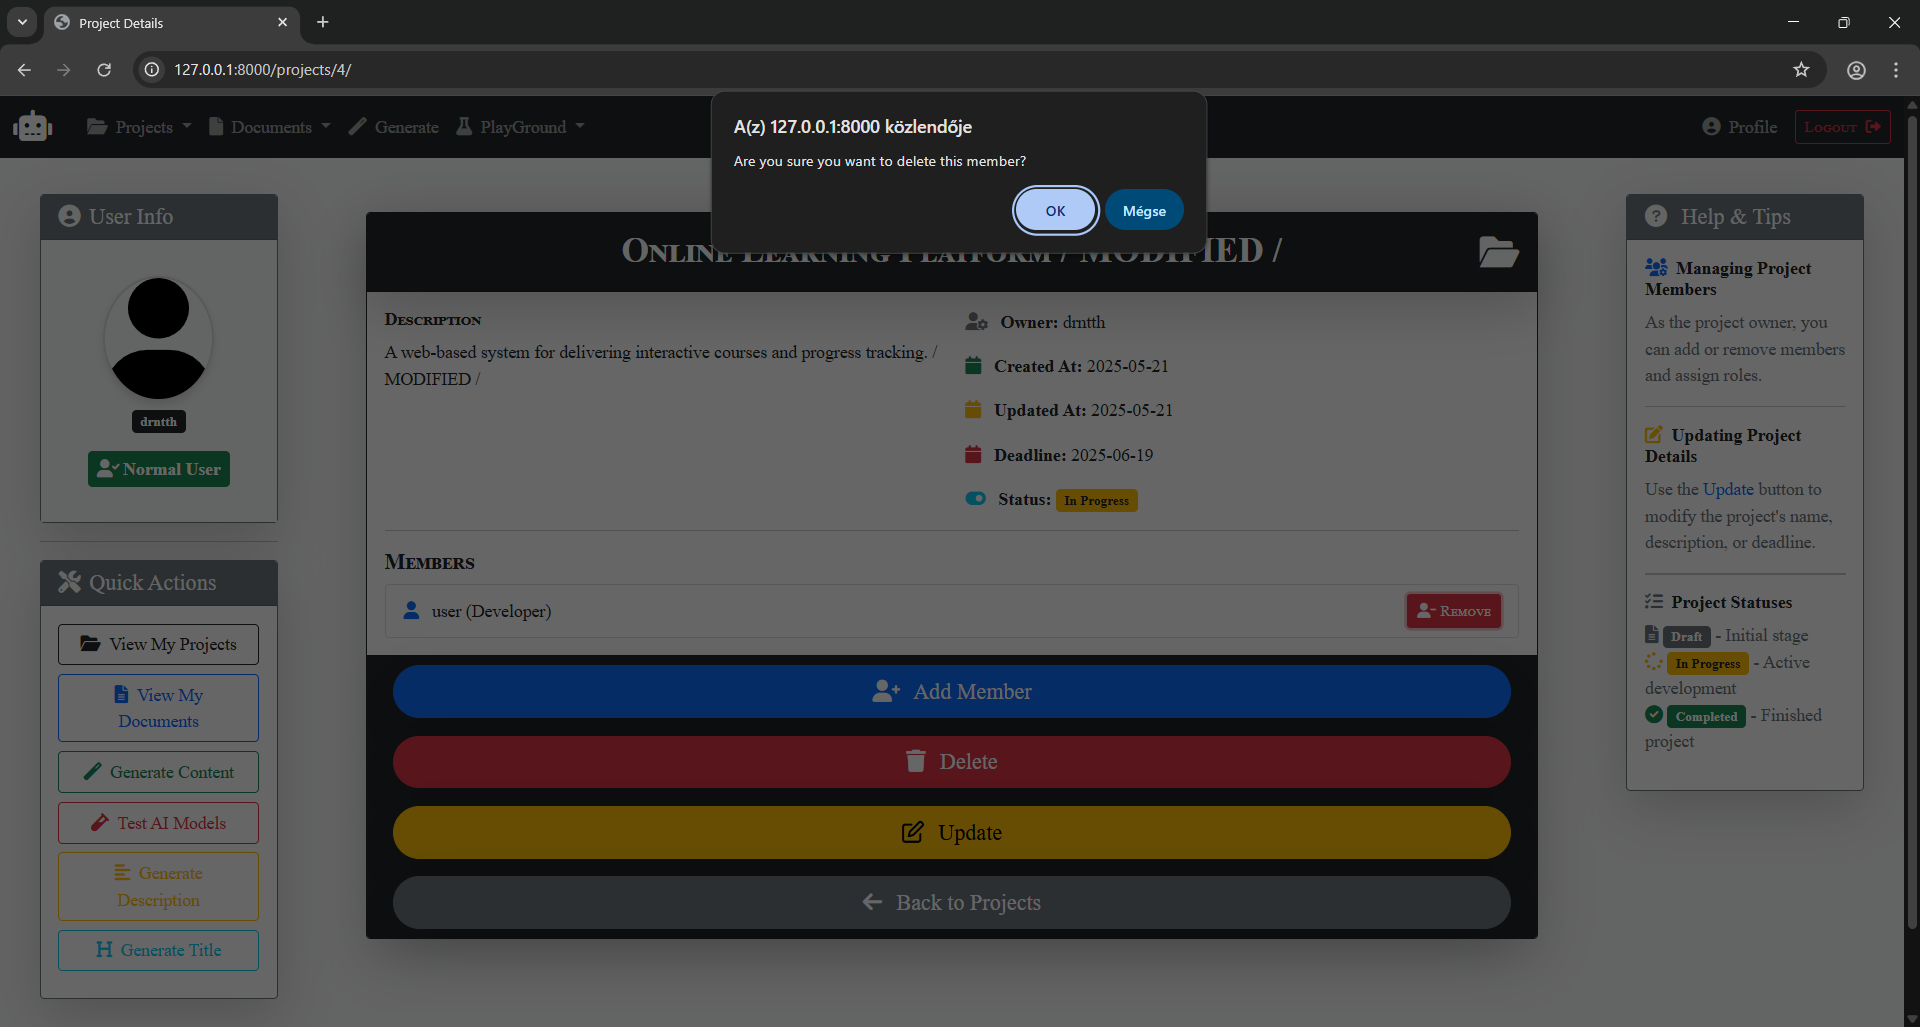 Project Details
127.0.0.1:8000/projects/4/
Projects
Documents
Generate
PlayGround
Profile
Logout
A(z) 127.0.0.1:8000 közlendője
Are you sure you want to delete this member?
OK
Mégse
User Info
drntth
Normal User
Quick Actions
View My Projects
View My
Documents
Generate Content
Test AI Models
Generate
Description
Generate Title
Online Learning Platform / MODIFIED /
Description
A web-based system for delivering interactive courses and progress tracking. /
MODIFIED /
Owner: drntth
Created At: 2025-05-21
Updated At: 2025-05-21
Deadline: 2025-06-19
Status: In Progress
Members
user (Developer)
Remove
Add Member
Delete
Update
Back to Projects
Help & Tips
Managing Project
Members
As the project owner, you
can add or remove members
and assign roles.
Updating Project
Details
Use the Update button to
modify the project's name,
description, or deadline.
Project Statuses
Draft - Initial stage
In Progress - Active
development
Completed - Finished
project